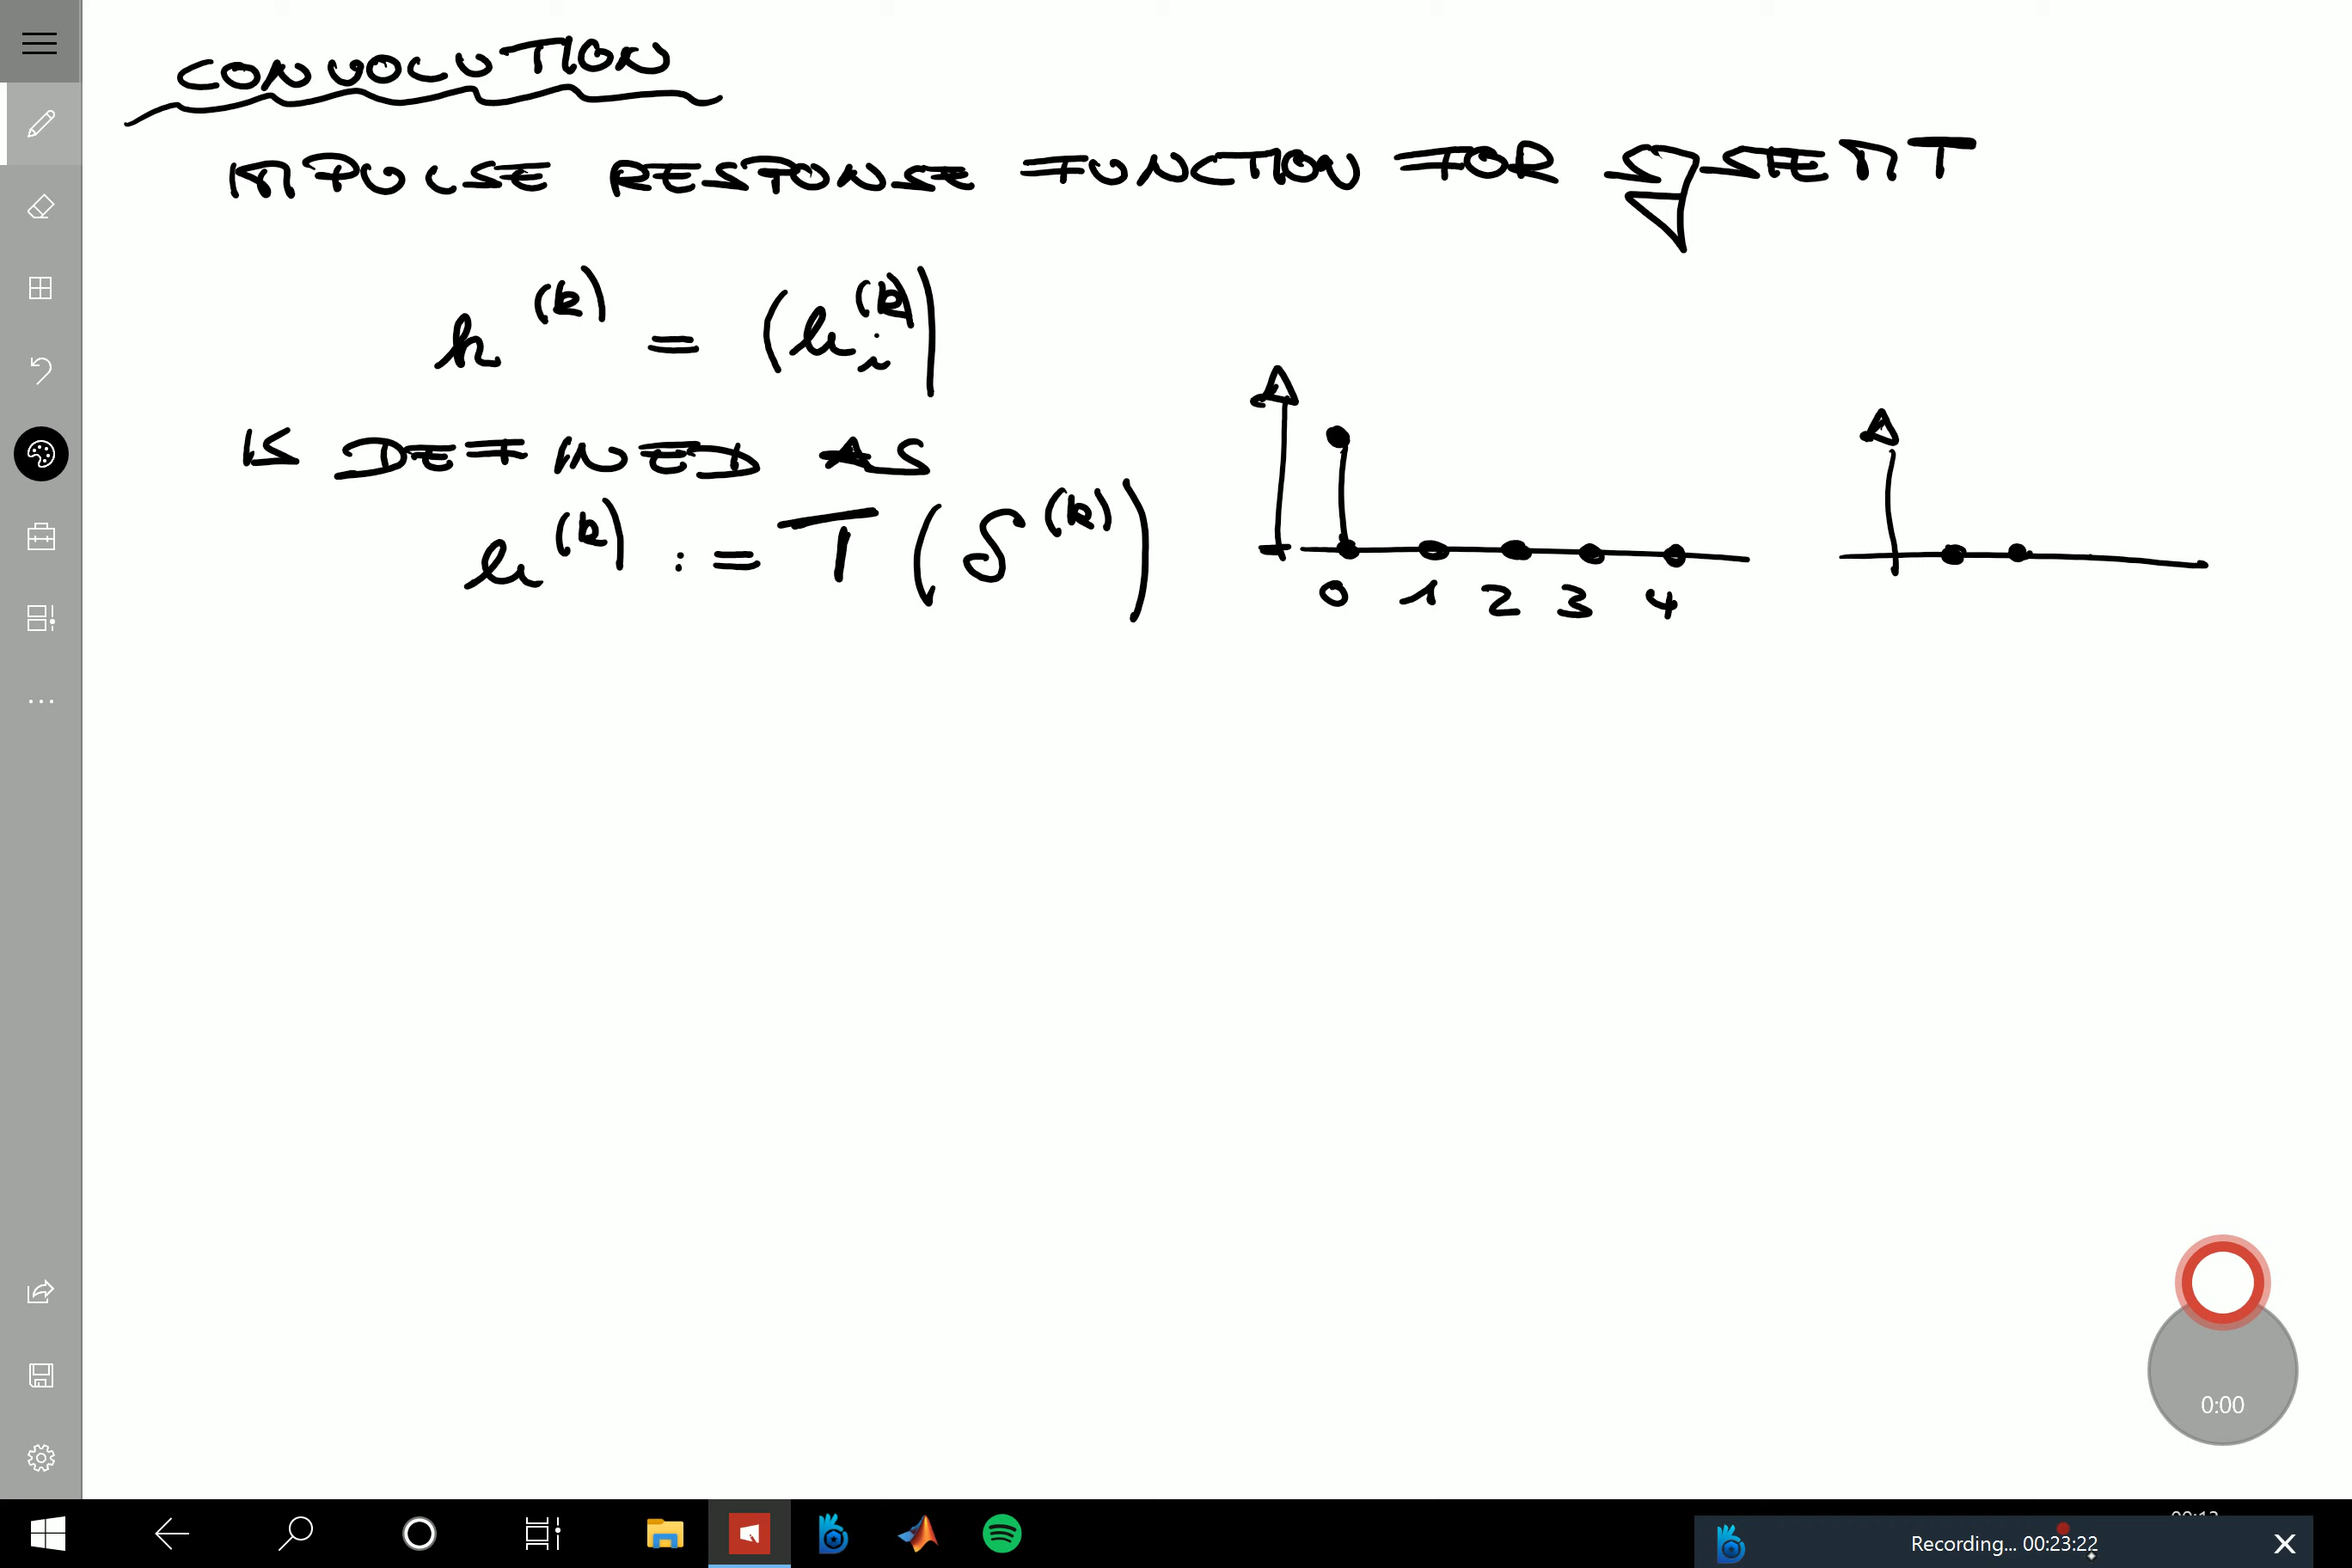 CONVOLUTION
IMPULSE RESPONSE FUNCTION FOR SYSTEM T
h^(k) = (h_i^(k))
IS DEFINED AS
h^(k) := T(δ^(k))
0 1 2 3 4
0:00
Recording... 00:23:22